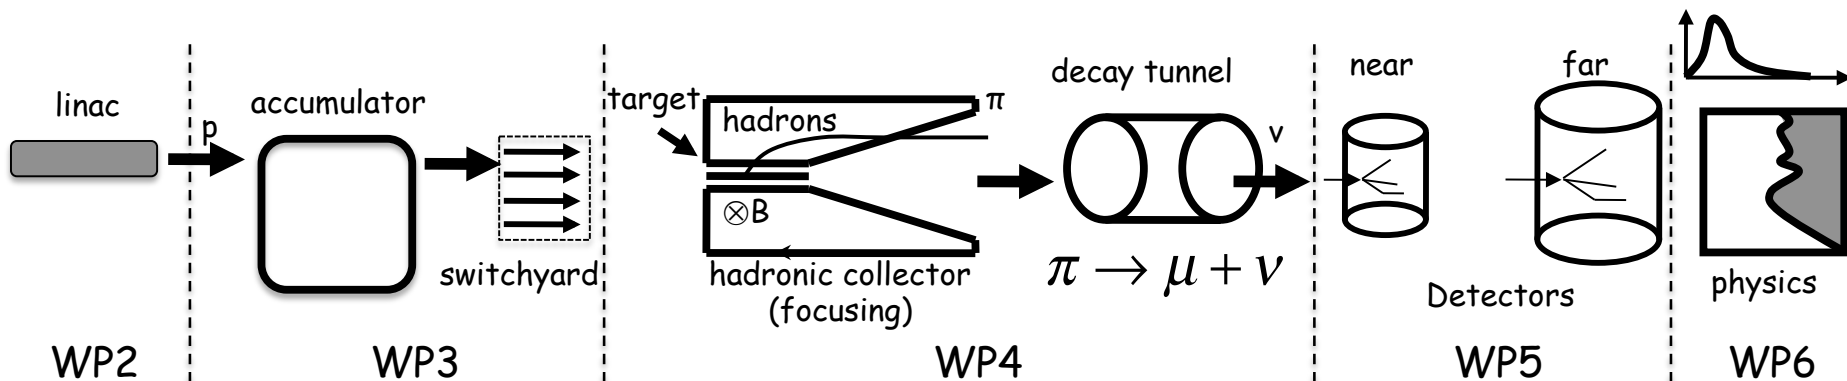 linac
p
accumulator
switchyard
target
hadrons
π
⊗B
hadronic collector
(focusing)
decay tunnel
π → μ + ν
ν
near
far
Detectors
physics
WP2
WP3
WP4
WP5
WP6